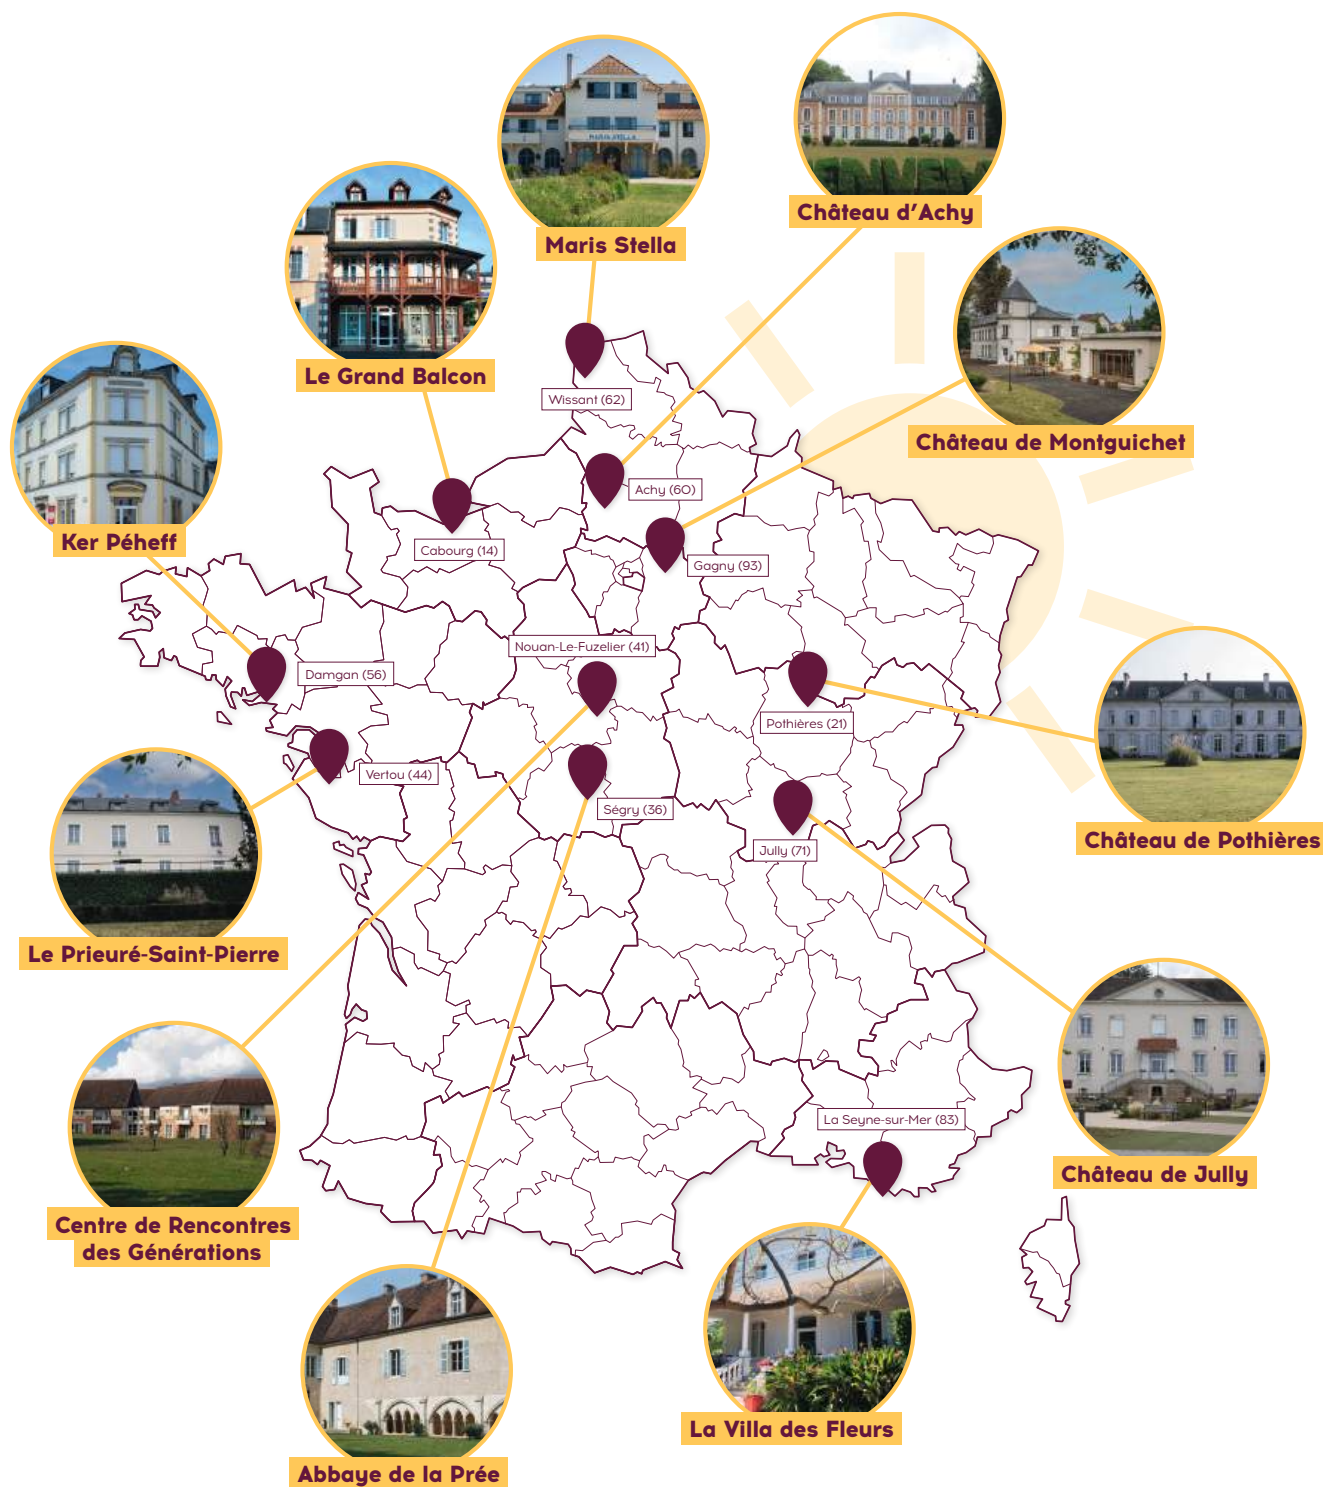 Château d'Achy
Maris Stella
Le Grand Balcon
Wissant (62)
Château de Montguichet
Achy (60)
Ker Péheff
Cabourg (14)
Gagny (93)
Nouan-Le-Fuzelier (41)
Damgan (56)
Pothières (21)
Vertou (44)
Ségry (36)
Château de Pothières
Jully (71)
Le Prieuré-Saint-Pierre
MARIS STELLA
La Seyne-sur-Mer (83)
Château de Jully
Centre de Rencontres
des Générations
La Villa des Fleurs
Abbaye de la Prée